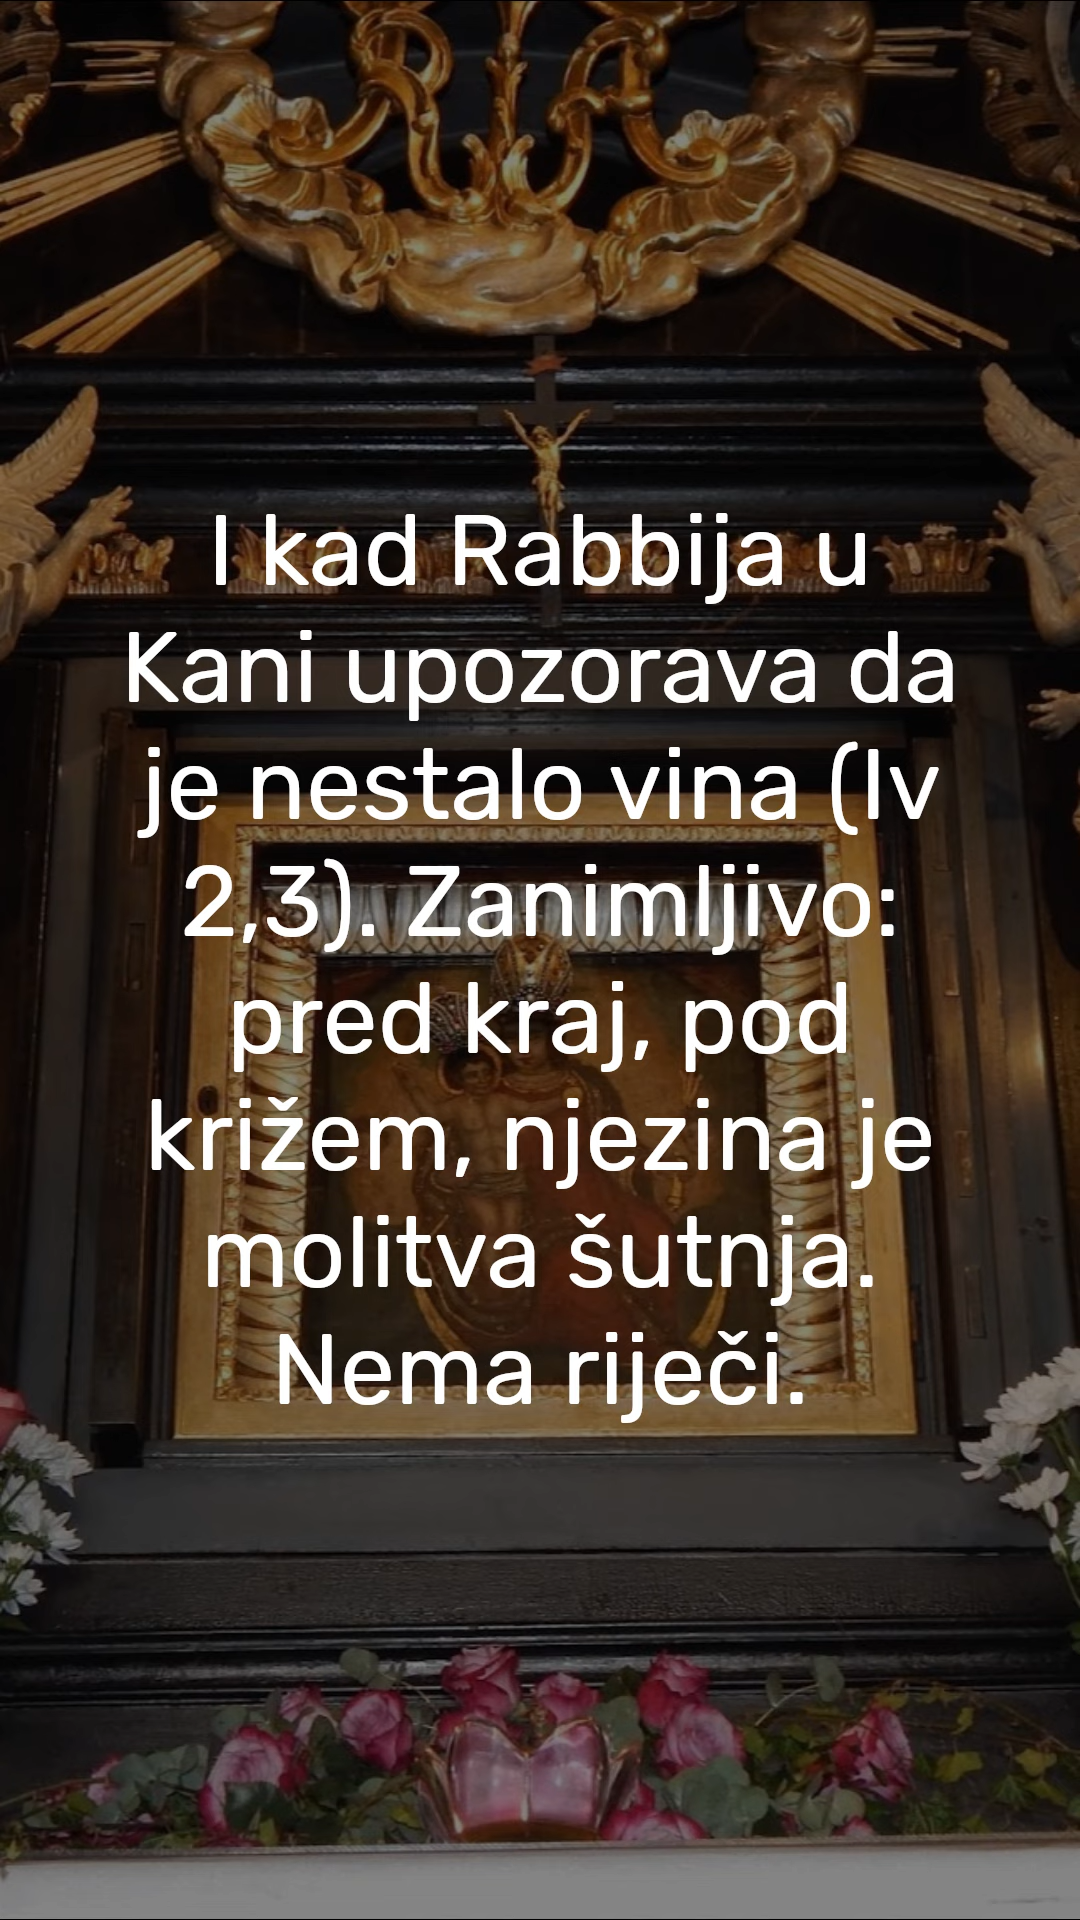 I kad Rabbija u
Kani upozorava da
je nestalo vina (Iv
2,3). Zanimljivo:
pred kraj, pod
križem, njezina je
molitva šutnja.
Nema riječi.